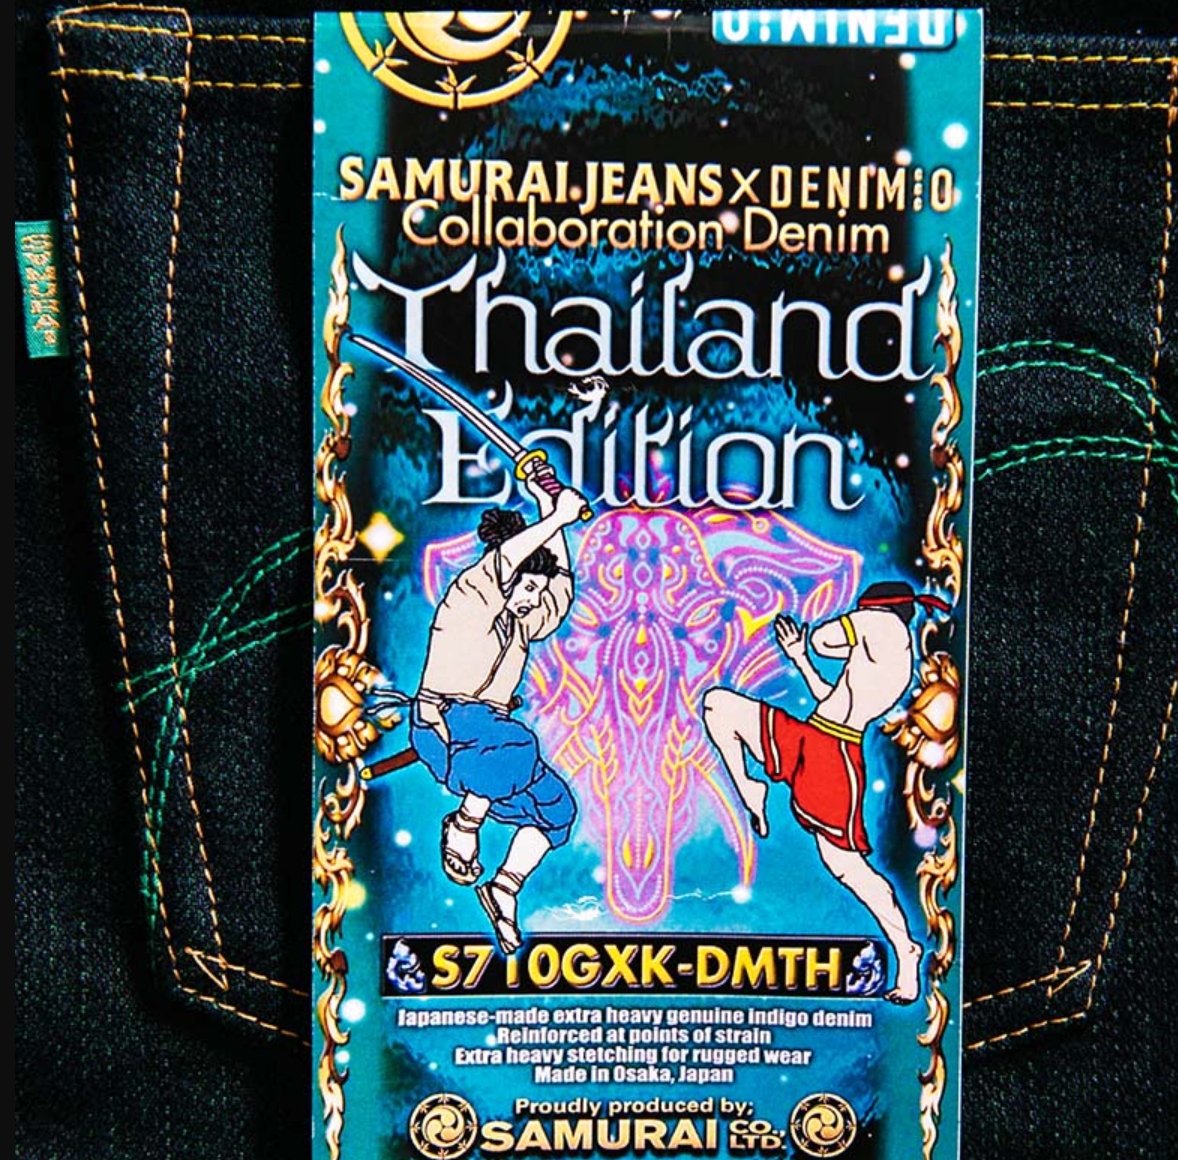 DENIM:O
SAMURAI JEANS X DENIM:O
Collaboration Denim
Thailand
Edition
S710GXK-DMTH
Japanese-made extra heavy genuine indigo denim
Reinforced at points of strain
Extra heavy stetching for rugged wear
Made in Osaka, Japan
Proudly produced by;
SAMURAI CO., LTD.